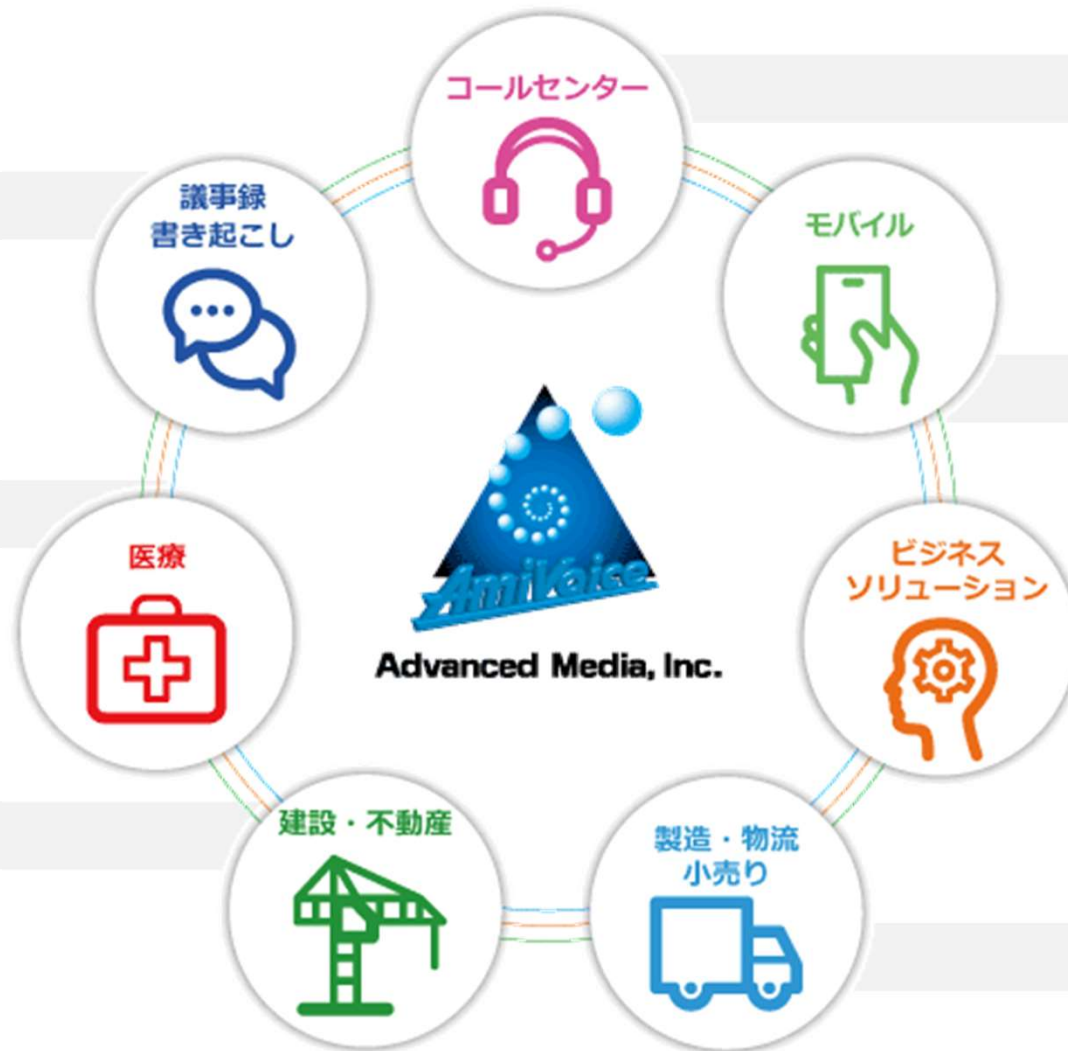 コールセンター
議事録
書き起こし
モバイル
AmiVoice
Advanced Media, Inc.
医療
ビジネス
ソリューション
建設・不動産
製造・物流
小売り